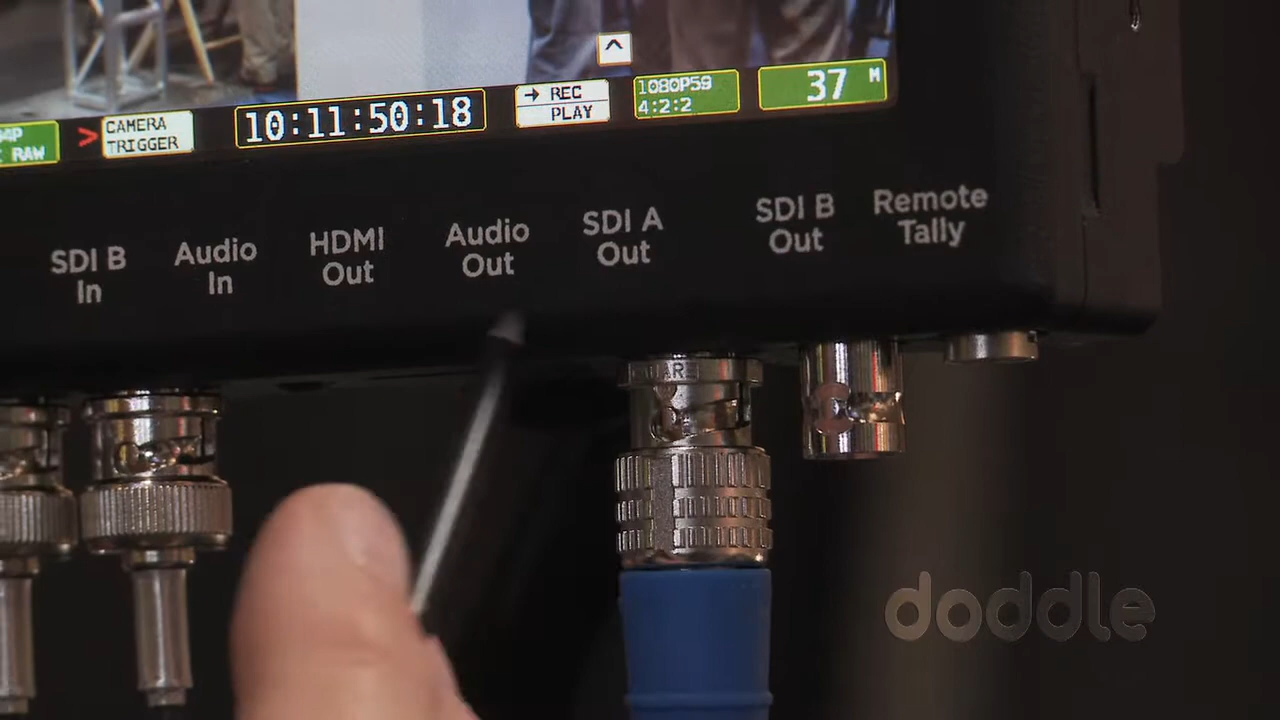 RAW
> CAMERA
TRIGGER
10:11:50:18
→ REC
PLAY
^
1080P59
4:2:2
37 M
SDI B
In
Audio
In
HDMI
Out
Audio
Out
SDI A
Out
SDI B
Out
Remote
Tally
doddle